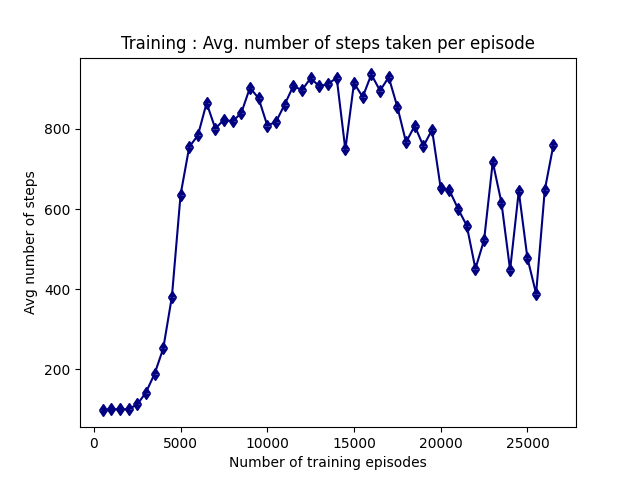 Training : Avg. number of steps taken per episode
Avg number of steps
800
600
400
200
0 5000 10000 15000 20000 25000
Number of training episodes